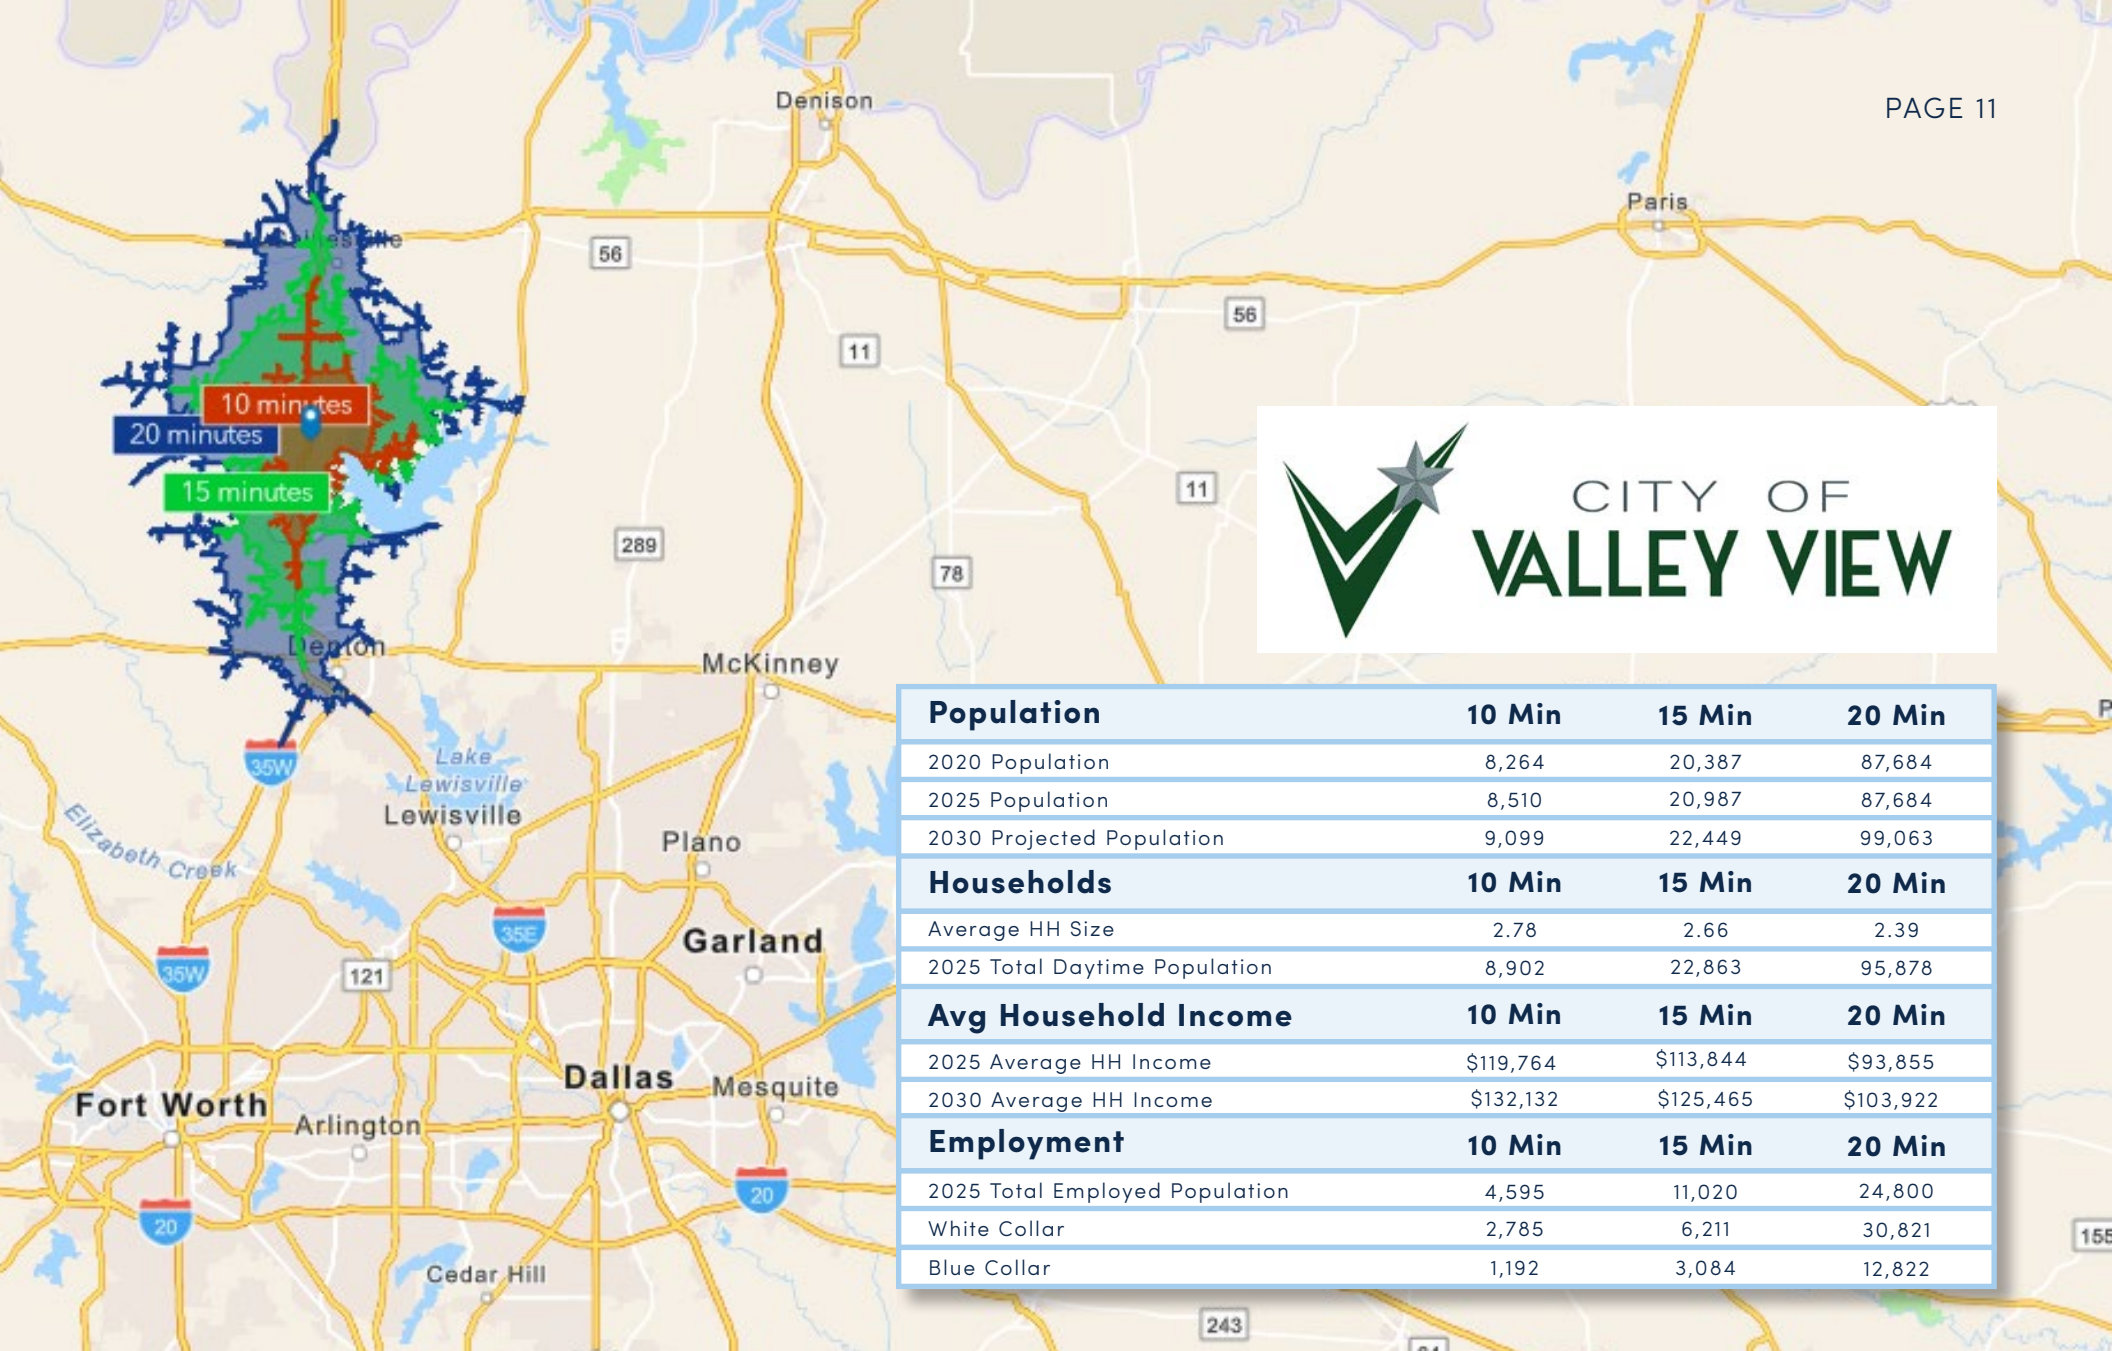 PAGE 11
Denison
Paris
56
56
11
10 minutes
20 minutes
15 minutes
11
289
78
CITY OF
VALLEY VIEW
Denton
McKinney
35W
Lake
Lewisville
Lewisville
Elizabeth Creek
Plano
35E
Garland
35W
121
Dallas
Mesquite
Fort Worth
Arlington
20
20
Cedar Hill
155
243
Population 10 Min 15 Min 20 Min
2020 Population 8,264 20,387 87,684
2025 Population 8,510 20,987 87,684
2030 Projected Population 9,099 22,449 99,063
Households 10 Min 15 Min 20 Min
Average HH Size 2.78 2.66 2.39
2025 Total Daytime Population 8,902 22,863 95,878
Avg Household Income 10 Min 15 Min 20 Min
2025 Average HH Income $119,764 $113,844 $93,855
2030 Average HH Income $132,132 $125,465 $103,922
Employment 10 Min 15 Min 20 Min
2025 Total Employed Population 4,595 11,020 24,800
White Collar 2,785 6,211 30,821
Blue Collar 1,192 3,084 12,822